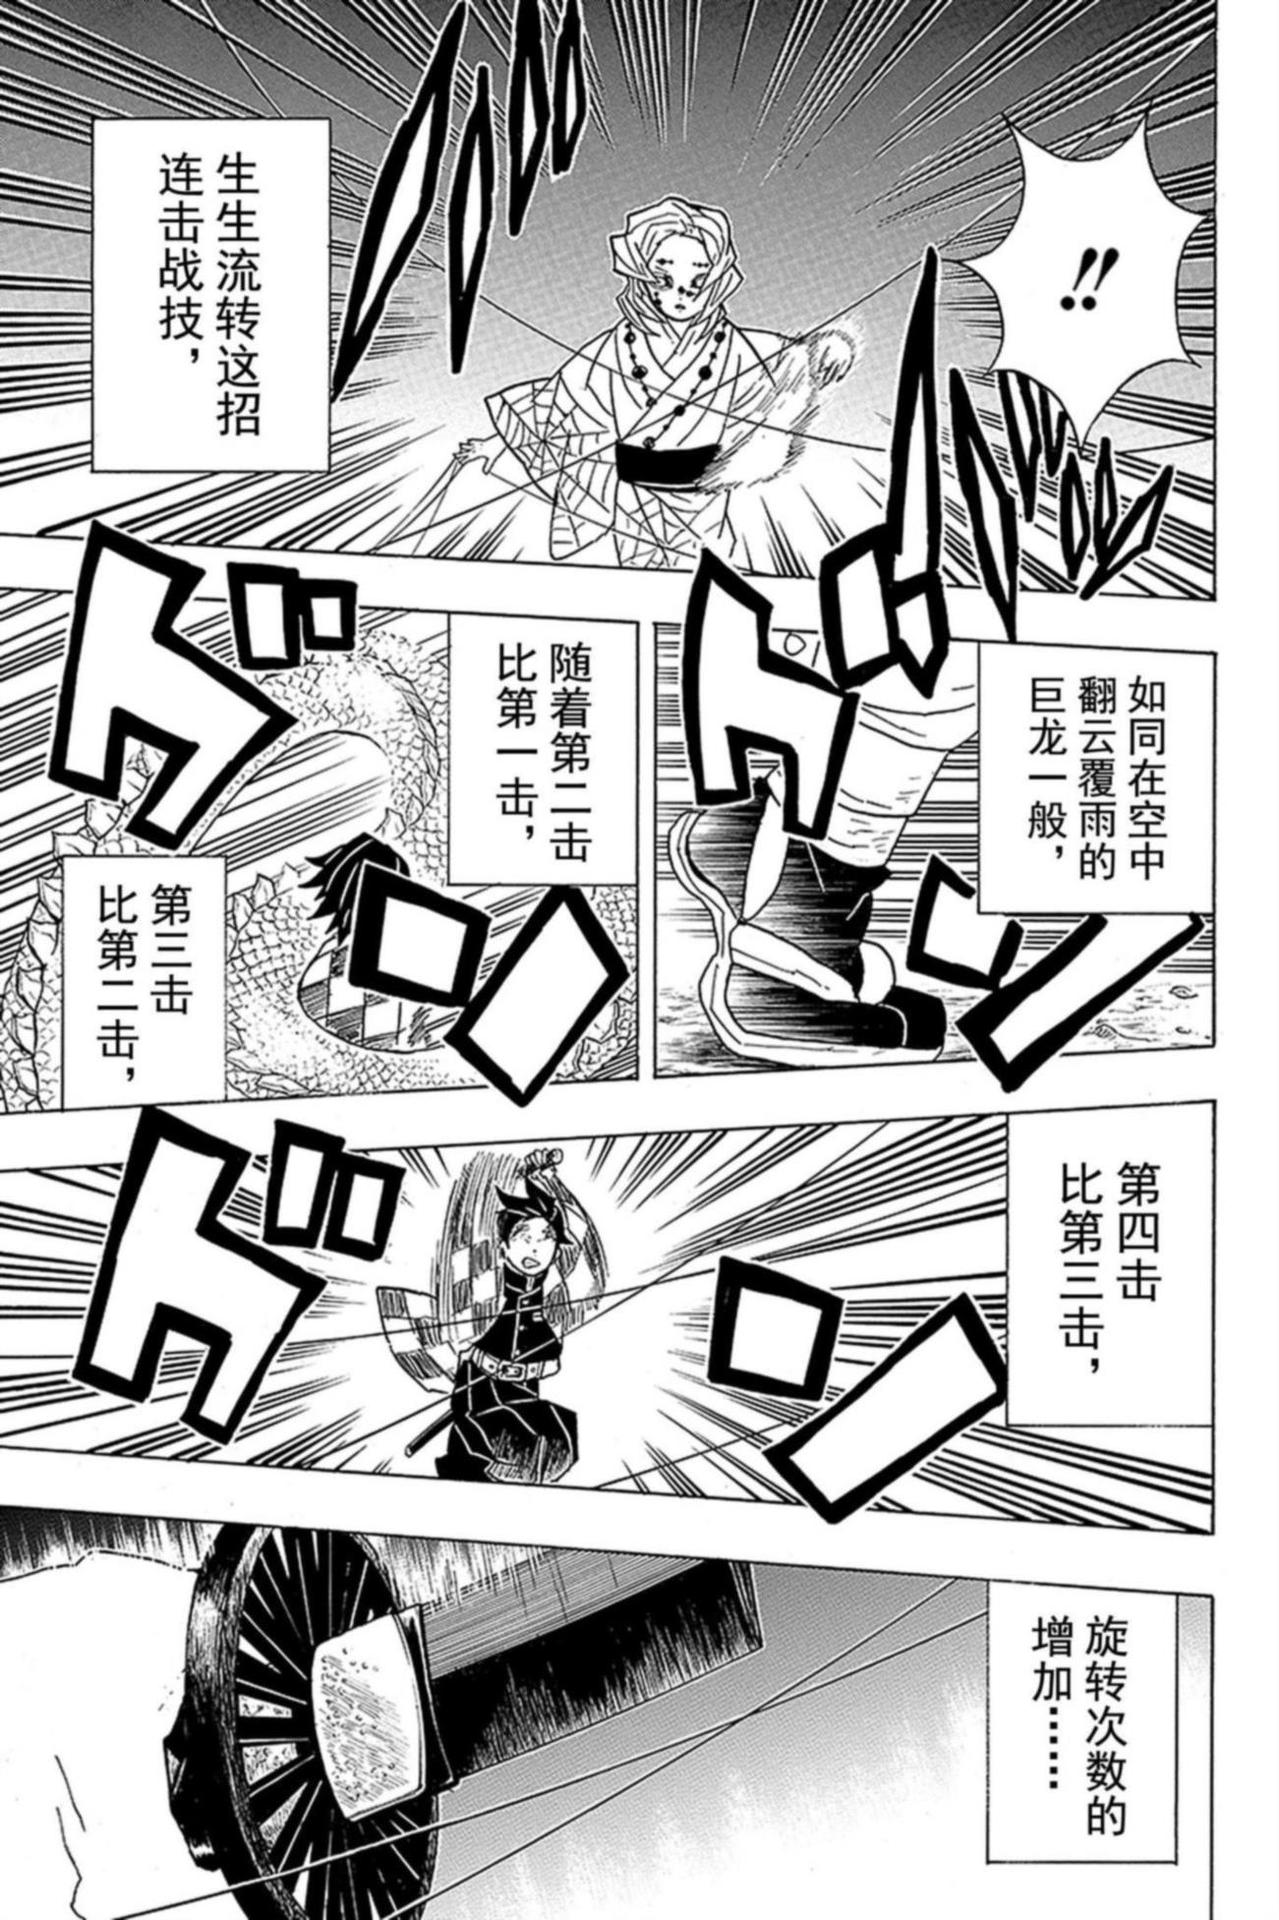 !!
生生流转这招
连击战技，
如同在空中
翻云覆雨的
巨龙一般，
ドン
随着第二击
比第一击，
ドン
第三击
比第二击，
第四击
比第三击，
ドン
旋转次数的
增加……